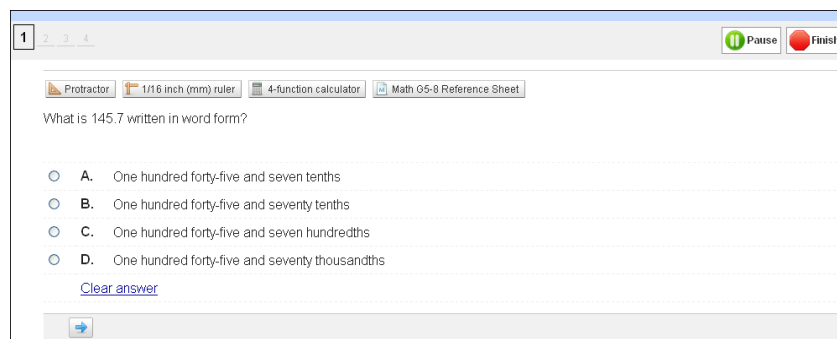 1 2 3 4
Pause Finish
Protractor 1/16 inch (mm) ruler 4-function calculator Math G5-8 Reference Sheet
What is 145.7 written in word form?
A. One hundred forty-five and seven tenths
B. One hundred forty-five and seventy tenths
C. One hundred forty-five and seven hundredths
D. One hundred forty-five and seventy thousandths
Clear answer